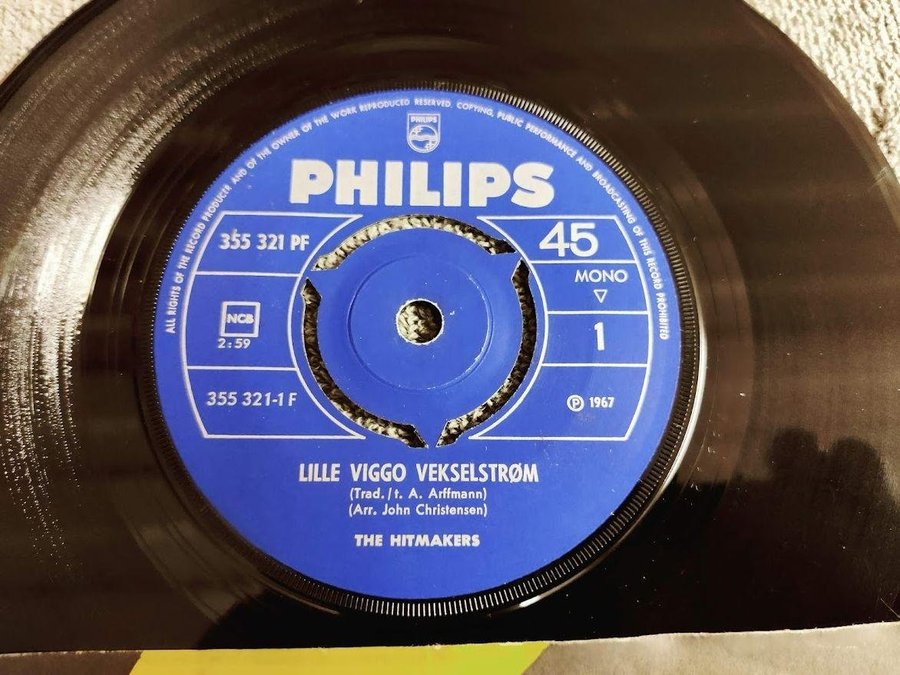 ALL RIGHTS OF THE RECORD PRODUCER AND OF THE OWNER OF THE WORK REPRODUCED RESERVED. COPYING, PUBLIC PERFORMANCE AND BROADCASTING OF THIS RECORD PROHIBITED
PHILIPS
PHILIPS
355 321 PF
45
MONO
NCB
2:59
1
355 321-1 F
℗ 1967
LILLE VIGGO VEKSELSTRØM
(Trad./t. A. Arffmann)
(Arr. John Christensen)
THE HITMAKERS